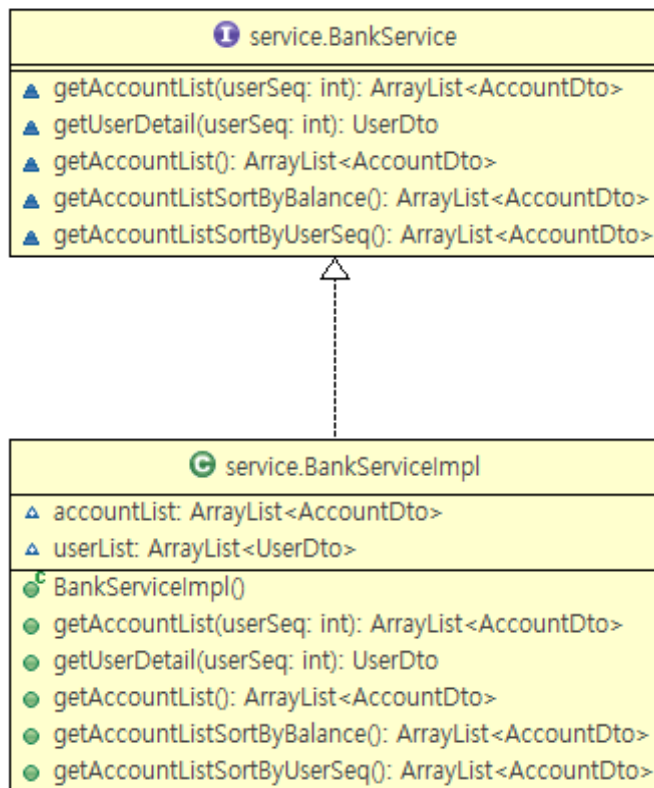 I service.BankService
getAccountList(userSeq: int): ArrayList<AccountDto>
getUserDetail(userSeq: int): UserDto
getAccountList(): ArrayList<AccountDto>
getAccountListSortByBalance(): ArrayList<AccountDto>
getAccountListSortByUserSeq(): ArrayList<AccountDto>
C service.BankServiceImpl
accountList: ArrayList<AccountDto>
userList: ArrayList<UserDto>
C BankServiceImpl()
getAccountList(userSeq: int): ArrayList<AccountDto>
getUserDetail(userSeq: int): UserDto
getAccountList(): ArrayList<AccountDto>
getAccountListSortByBalance(): ArrayList<AccountDto>
getAccountListSortByUserSeq(): ArrayList<AccountDto>